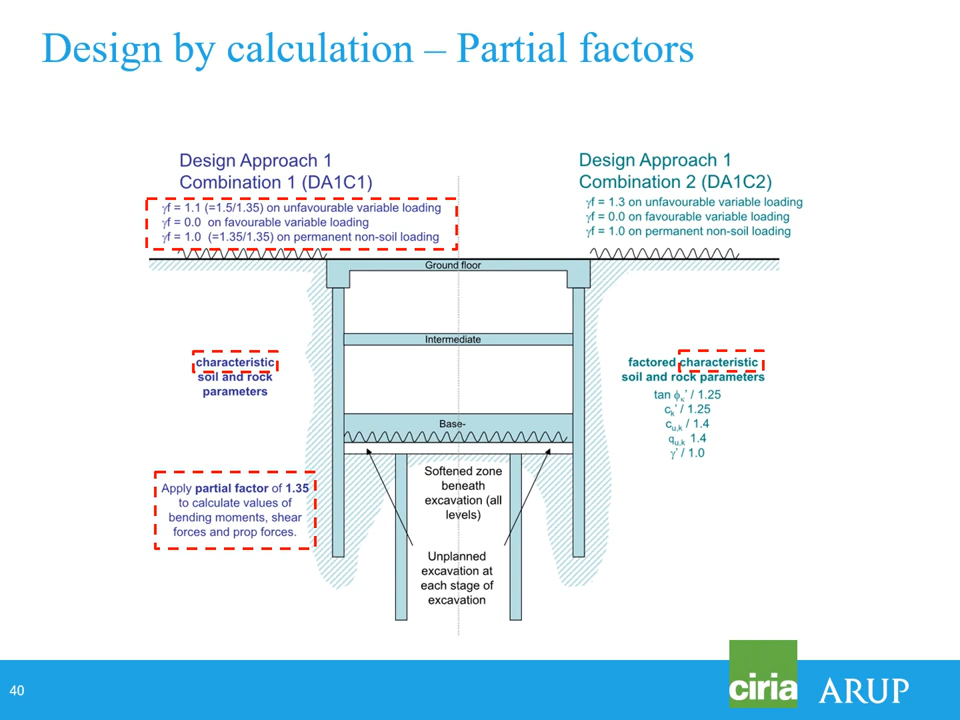 Design by calculation – Partial factors
Design Approach 1
Combination 1 (DA1C1)
γf = 1.1 (=1.5/1.35) on unfavourable variable loading
γf = 0.0 on favourable variable loading
γf = 1.0 (=1.35/1.35) on permanent non-soil loading
Design Approach 1
Combination 2 (DA1C2)
γf = 1.3 on unfavourable variable loading
γf = 0.0 on favourable variable loading
γf = 1.0 on permanent non-soil loading
Ground floor
Intermediate
characteristic
soil and rock
parameters
factored characteristic
soil and rock parameters
tan ϕκ' / 1.25
ck' / 1.25
cu,k / 1.4
qu,k 1.4
γ' / 1.0
Base-
Softened zone
beneath
excavation (all
levels)
Apply partial factor of 1.35
to calculate values of
bending moments, shear
forces and prop forces.
Unplanned
excavation at
each stage of
excavation
40
ciria
ARUP